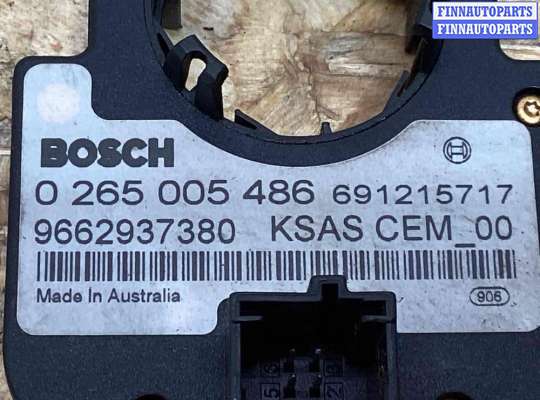 FINNAUTOPARTS
FINNAUTOPARTS
BOSCH
0 265 005 486 691215717
9662937380 KSAS CEM_00
Made In Australia
906